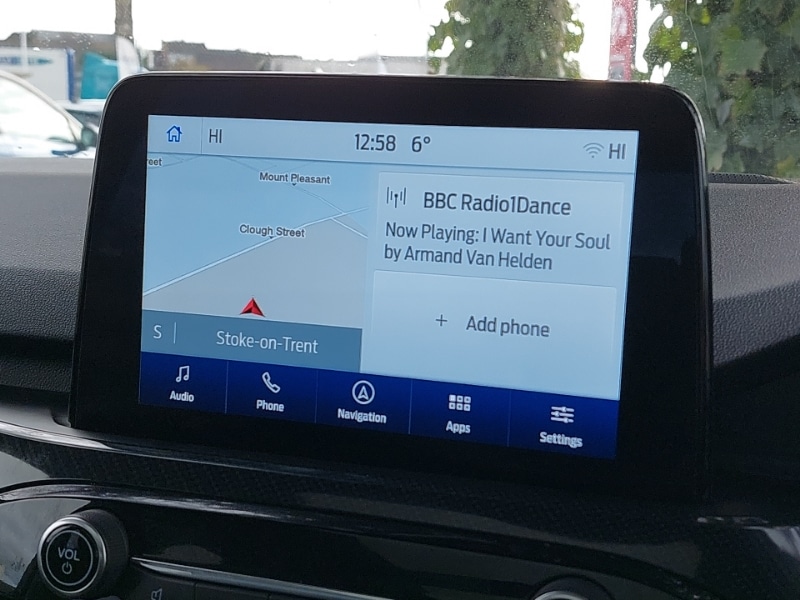 HI 12:58 6° HI
eet
Mount Pleasant
Clough Street
S Stoke-on-Trent
BBC Radio1Dance
Now Playing: I Want Your Soul
by Armand Van Helden
+ Add phone
Audio Phone Navigation Apps Settings
VOL